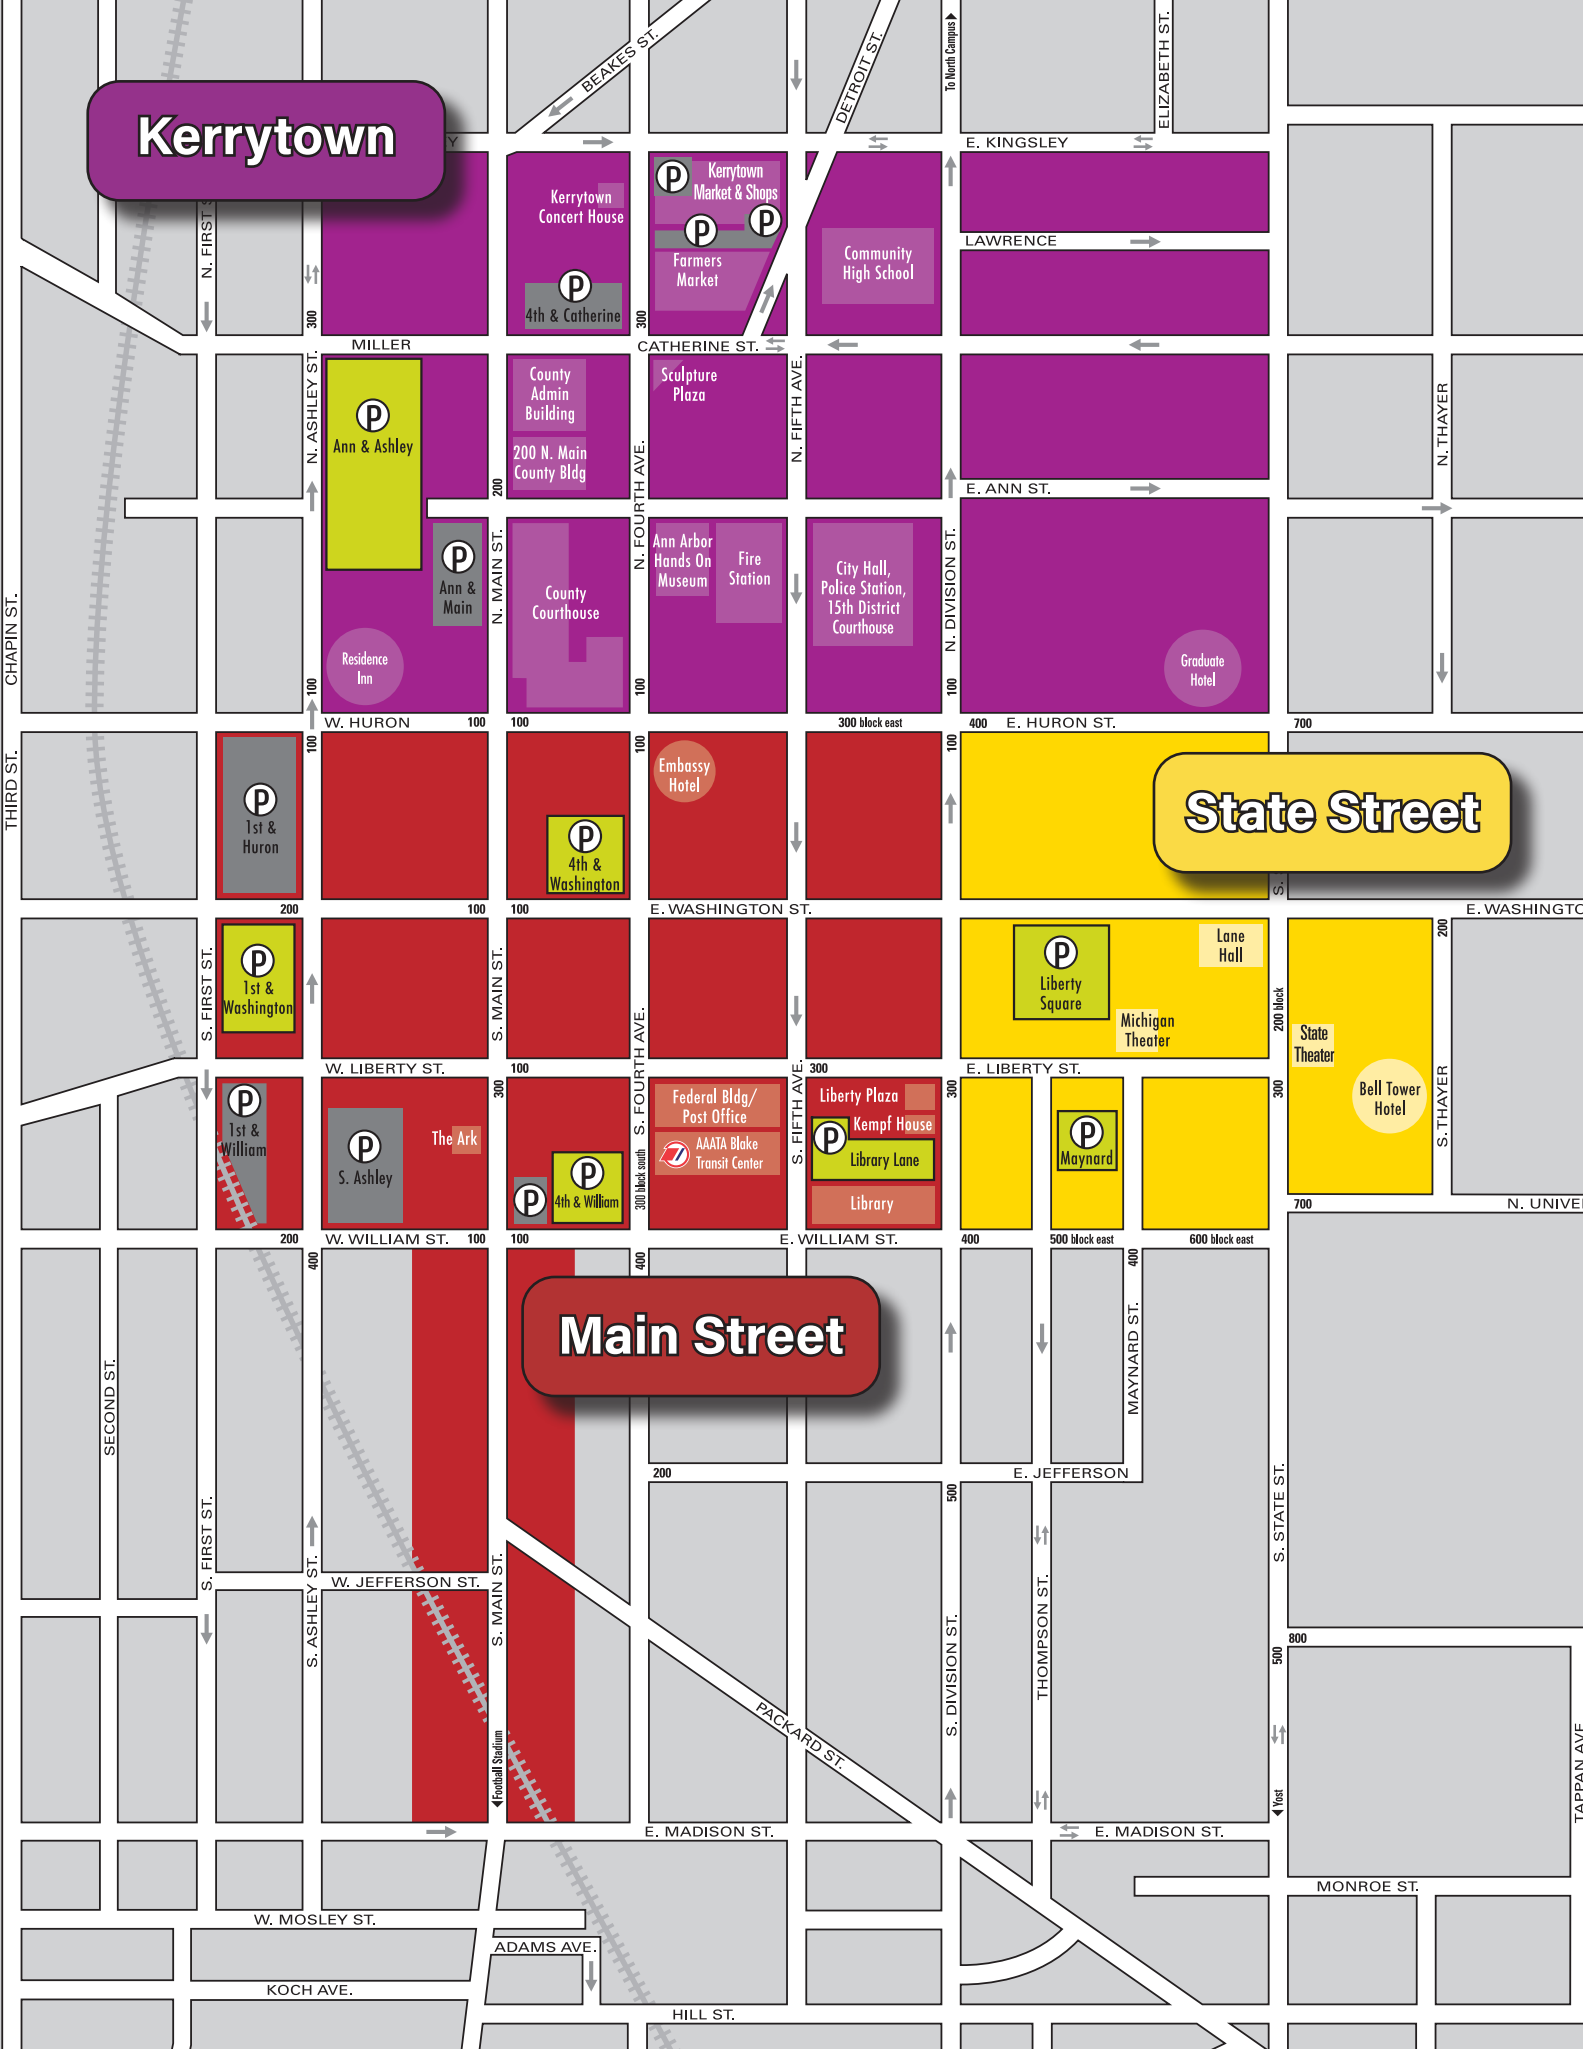 BEAKES ST.
DETROIT ST.
To North Campus
ELIZABETH ST.
Kerrytown
Y
E. KINGSLEY
N. FIRST S
P
Kerrytown
Market & Shops
Kerrytown
Concert House
P
P
LAWRENCE
Community
High School
Farmers
Market
P
4th & Catherine
300
300
MILLER
CATHERINE ST.
N. ASHLEY ST.
P
Ann & Ashley
County
Admin
Building
Sculpture
Plaza
N. FIFTH AVE.
N. THAYER
200 N. Main
County Bldg
200
N. FOURTH AVE.
E. ANN ST.
P
Ann &
Main
N. MAIN ST.
County
Courthouse
Ann Arbor
Hands On
Museum
Fire
Station
City Hall,
Police Station,
15th District
Courthouse
N. DIVISION ST.
CHAPIN ST.
Residence
Inn
Graduate
Hotel
100
100
100
W. HURON
100
100
300 block east
400
E. HURON ST.
700
100
100
100
THIRD ST.
P
1st &
Huron
Embassy
Hotel
P
4th &
Washington
State Street
S. S
200
100
100
E. WASHINGTON ST.
E. WASHINGTO
200
S. FIRST ST.
P
1st &
Washington
S. MAIN ST.
P
Liberty
Square
Lane
Hall
Michigan
Theater
200 block
State
Theater
Bell Tower
Hotel
S. FOURTH AVE.
W. LIBERTY ST.
100
300
E. LIBERTY ST.
S. FIFTH AVE.
S. THAYER
300
300
300
P
1st &
William
P
S. Ashley
The Ark
Federal Bldg/
Post Office
AAATA Blake
Transit Center
Liberty Plaza
Kempf House
P
Library Lane
Library
P
Maynard
P
P
4th & William
300 block south
700
N. UNIVE
200
W. WILLIAM ST.
100
100
E. WILLIAM ST.
400
500 block east
600 block east
400
400
400
Main Street
SECOND ST.
MAYNARD ST.
200
E. JEFFERSON
500
S. STATE ST.
S. FIRST ST.
S. ASHLEY ST.
W. JEFFERSON ST.
S. MAIN ST.
S. DIVISION ST.
THOMPSON ST.
800
500
PACKARD ST.
Football Stadium
Yost
TAPPAN AVE
E. MADISON ST.
E. MADISON ST.
MONROE ST.
W. MOSLEY ST.
ADAMS AVE.
KOCH AVE.
HILL ST.